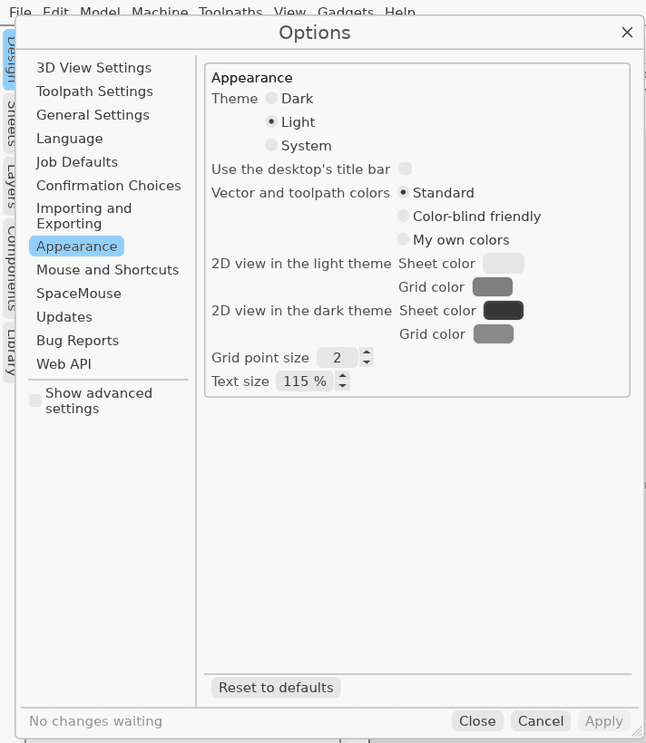 File Edit Model Machine Toolpaths View Gadgets Help
Options
Design
Sheets
Layers
Components
Library
3D View Settings
Toolpath Settings
General Settings
Language
Job Defaults
Confirmation Choices
Importing and
Exporting
Appearance
Mouse and Shortcuts
SpaceMouse
Updates
Bug Reports
Web API
Show advanced
settings
Appearance
Theme Dark
Light
System
Use the desktop's title bar
Vector and toolpath colors Standard
Color-blind friendly
My own colors
2D view in the light theme Sheet color
Grid color
2D view in the dark theme Sheet color
Grid color
Grid point size 2
Text size 115 %
Reset to defaults
No changes waiting Close Cancel Apply